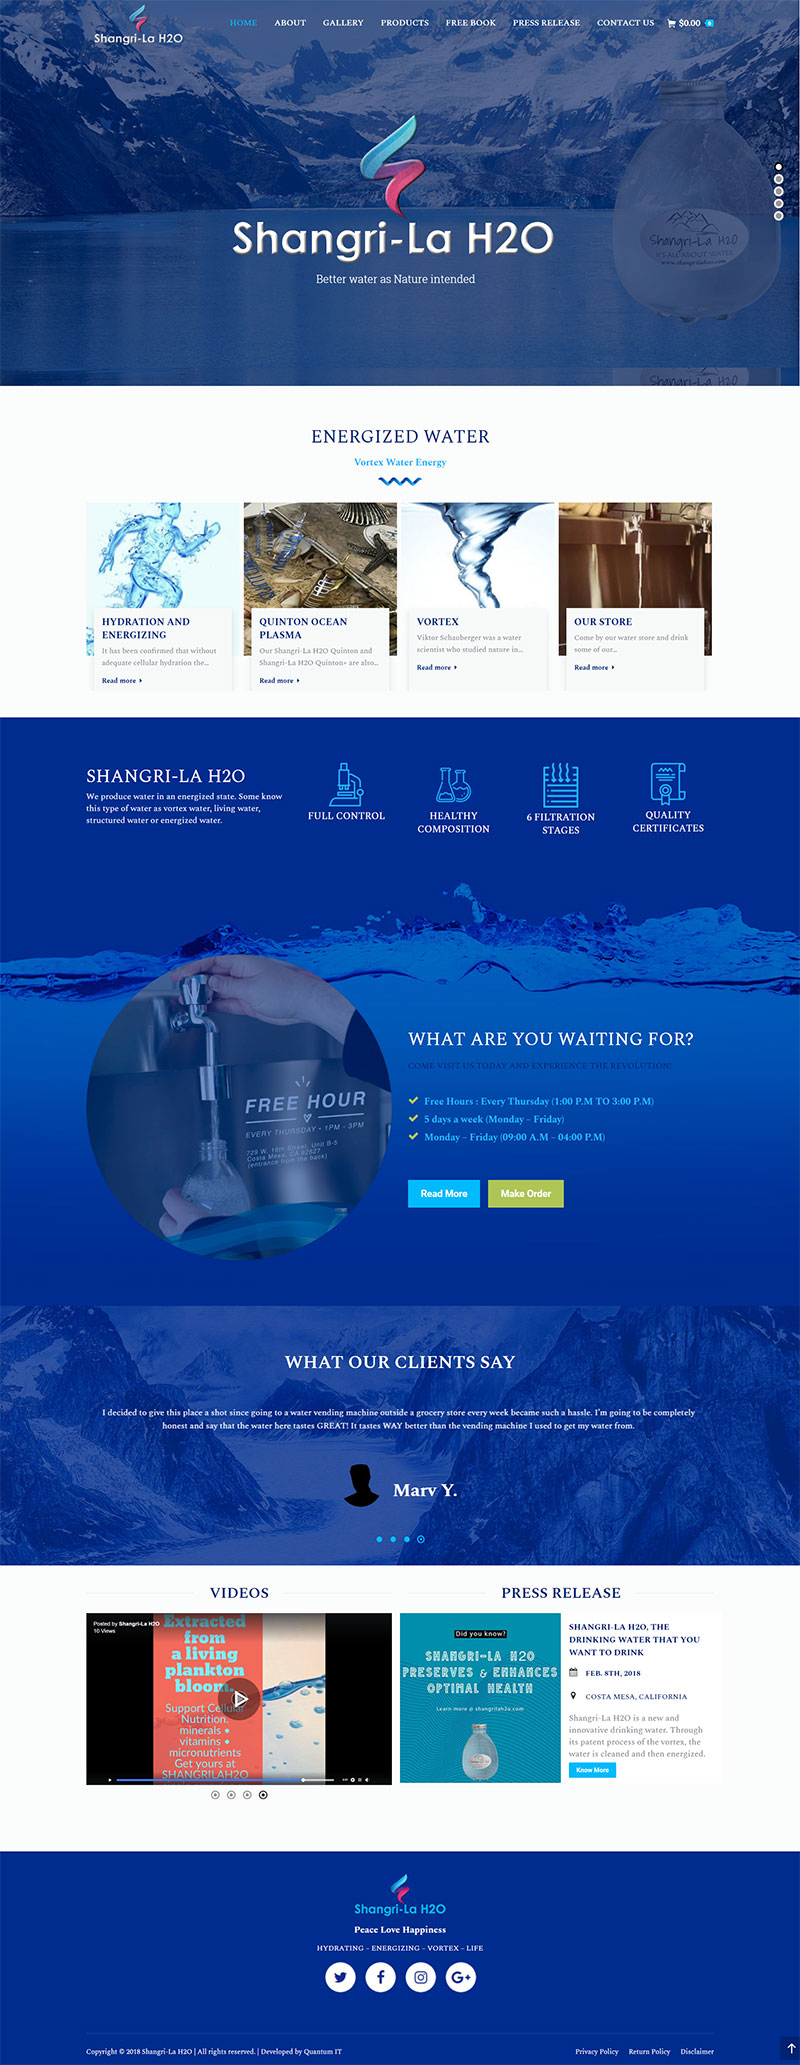 Shangri-La H2O
HOME ABOUT GALLERY PRODUCTS FREE BOOK PRESS RELEASE CONTACT US $0.00 0
Shangri-La H2O
Better water as Nature intended
Shangri-La H2O
IT'S ALL ABOUT WATER
www.shangrilah2o.com
Shangri-La H2O
ENERGIZED WATER
Vortex Water Energy
HYDRATION AND
ENERGIZING
It has been confirmed that without
adequate cellular hydration the...
Read more
QUINTON OCEAN
PLASMA
Our Shangri-La H2O Quinton and
Shangri-La H2O Quinton+ are also...
Read more
VORTEX
Viktor Schauberger was a water
scientist who studied nature in...
Read more
OUR STORE
Come by our water store and drink
some of our...
Read more
SHANGRI-LA H2O
We produce water in an energized state. Some know
this type of water as vortex water, living water,
structured water or energized water.
FULL CONTROL
HEALTHY
COMPOSITION
6 FILTRATION
STAGES
QUALITY
CERTIFICATES
FREE HOUR
EVERY THURSDAY • 1PM - 3PM
729 W. 16th Street, Unit B-5
Costa Mesa, CA 92627
(entrance from the back)
WHAT ARE YOU WAITING FOR?
COME VISIT US TODAY AND EXPERIENCE THE REVOLUTION!
Free Hours : Every Thursday (1:00 P.M TO 3:00 P.M)
5 days a week (Monday – Friday)
Monday – Friday (09:00 A.M – 04:00 P.M)
Read More Make Order
WHAT OUR CLIENTS SAY
I decided to give this place a shot since going to a water vending machine outside a grocery store every week became such a hassle. I'm going to be completely
honest and say that the water here tastes GREAT! It tastes WAY better than the vending machine I used to get my water from.
Marv Y.
VIDEOS
Posted by Shangri-La H2O
10 Views
Extracted
from
a living
plankton
bloom.
Support Cellular
Nutrition.
minerals •
vitamins •
micronutrients
Get yours at
SHANGRILAH2O
PRESS RELEASE
Did you know?
SHANGRI-LA H2O
PRESERVES & ENHANCES
OPTIMAL HEALTH
Learn more @ shangrilah2o.com
SHANGRI-LA H2O, THE
DRINKING WATER THAT YOU
WANT TO DRINK
FEB. 8TH, 2018
COSTA MESA, CALIFORNIA
Shangri-La H2O is a new and
innovative drinking water. Through
its patent process of the vortex, the
water is cleaned and then energized.
Know More
Shangri-La H2O
Peace Love Happiness
HYDRATING – ENERGIZING – VORTEX – LIFE
Copyright © 2018 Shangri-La H2O | All rights reserved. | Developed by Quantum IT
Privacy Policy Return Policy Disclaimer